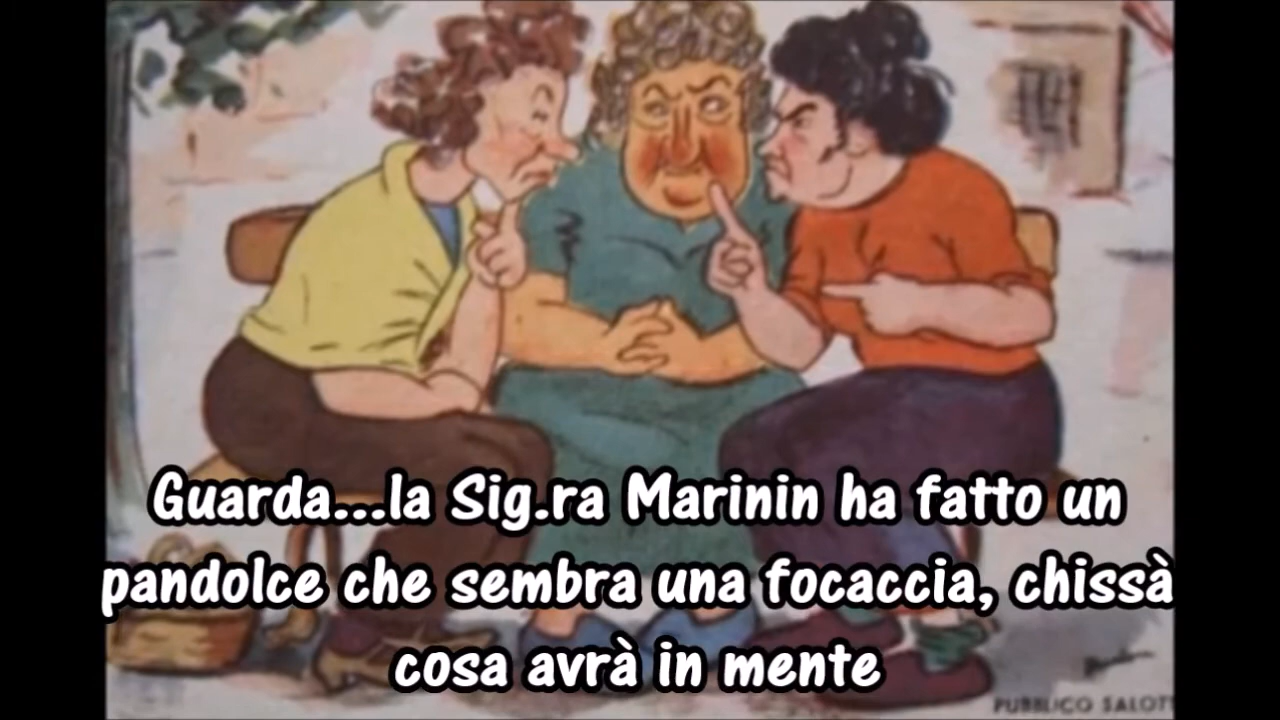 Guarda...la Sig.ra Marinin ha fatto un
pandolce che sembra una focaccia, chissà
cosa avrà in mente
PUBBLICO SALOT